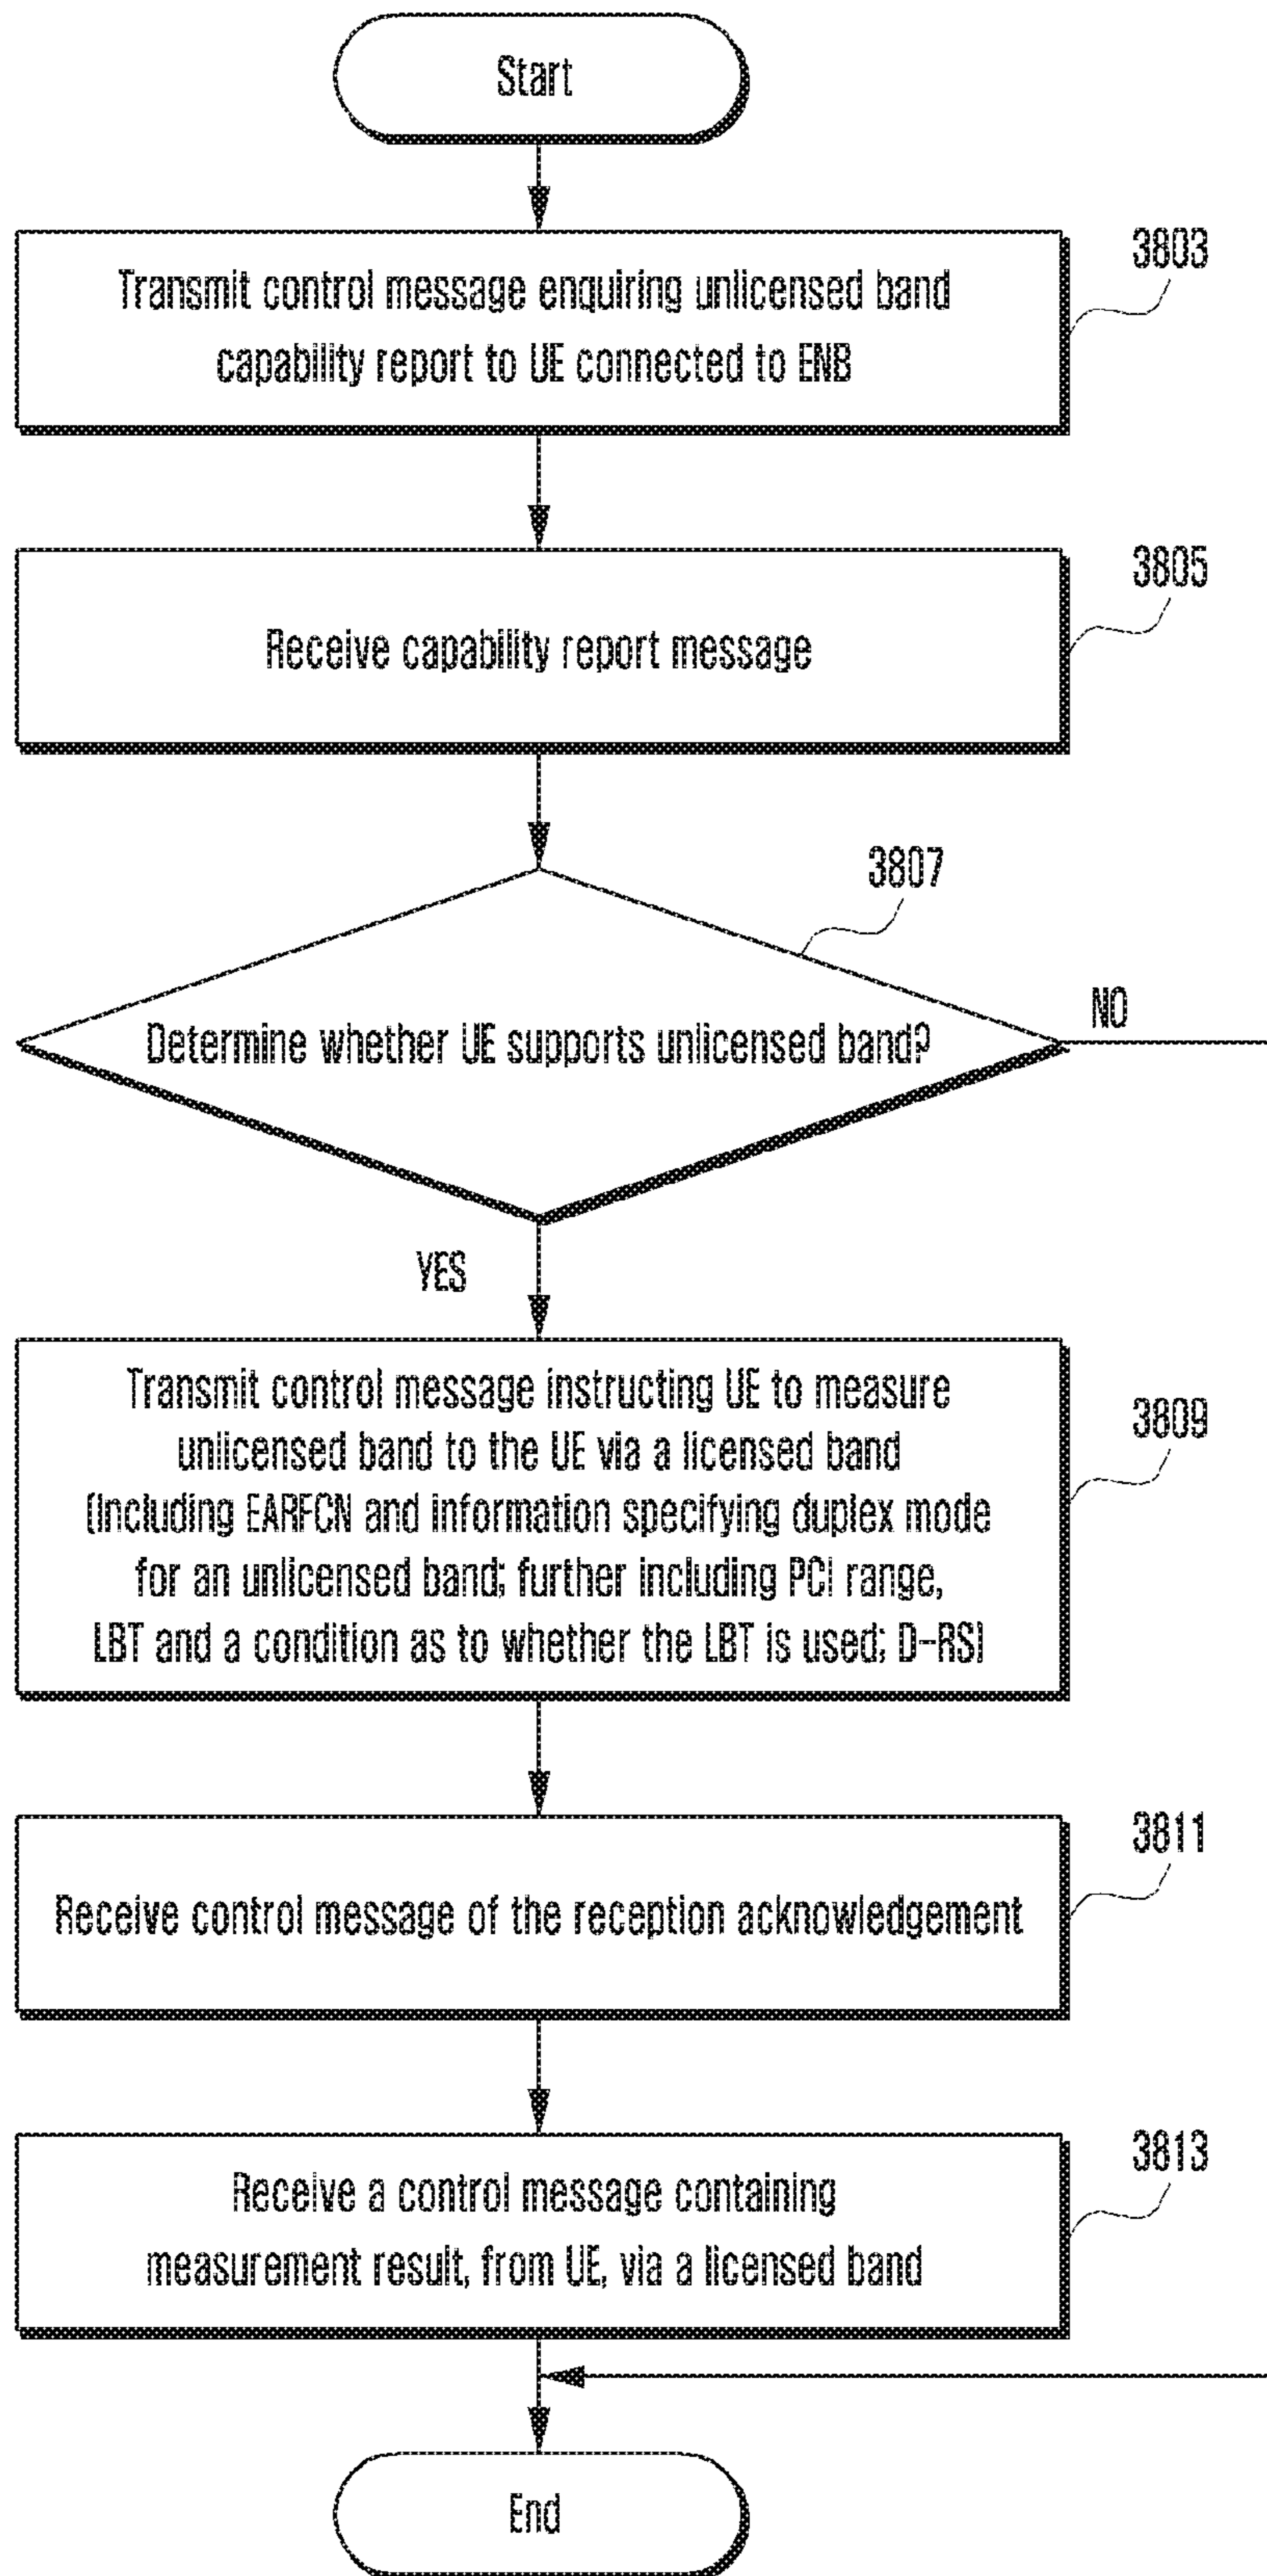 Start
3803
Transmit control message enquiring unlicensed band
capability report to UE connected to ENB
3805
Receive capability report message
3807
Determine whether UE supports unlicensed band?
NO
YES
Transmit control message instructing UE to measure
unlicensed band to the UE via a licensed band
(Including EARFCN and information specifying duplex mode
for an unlicensed band; further including PCI range,
LBT and a condition as to whether the LBT is used; D-RS)
3809
3811
Receive control message of the reception acknowledgement
3813
Receive a control message containing
measurement result, from UE, via a licensed band
End